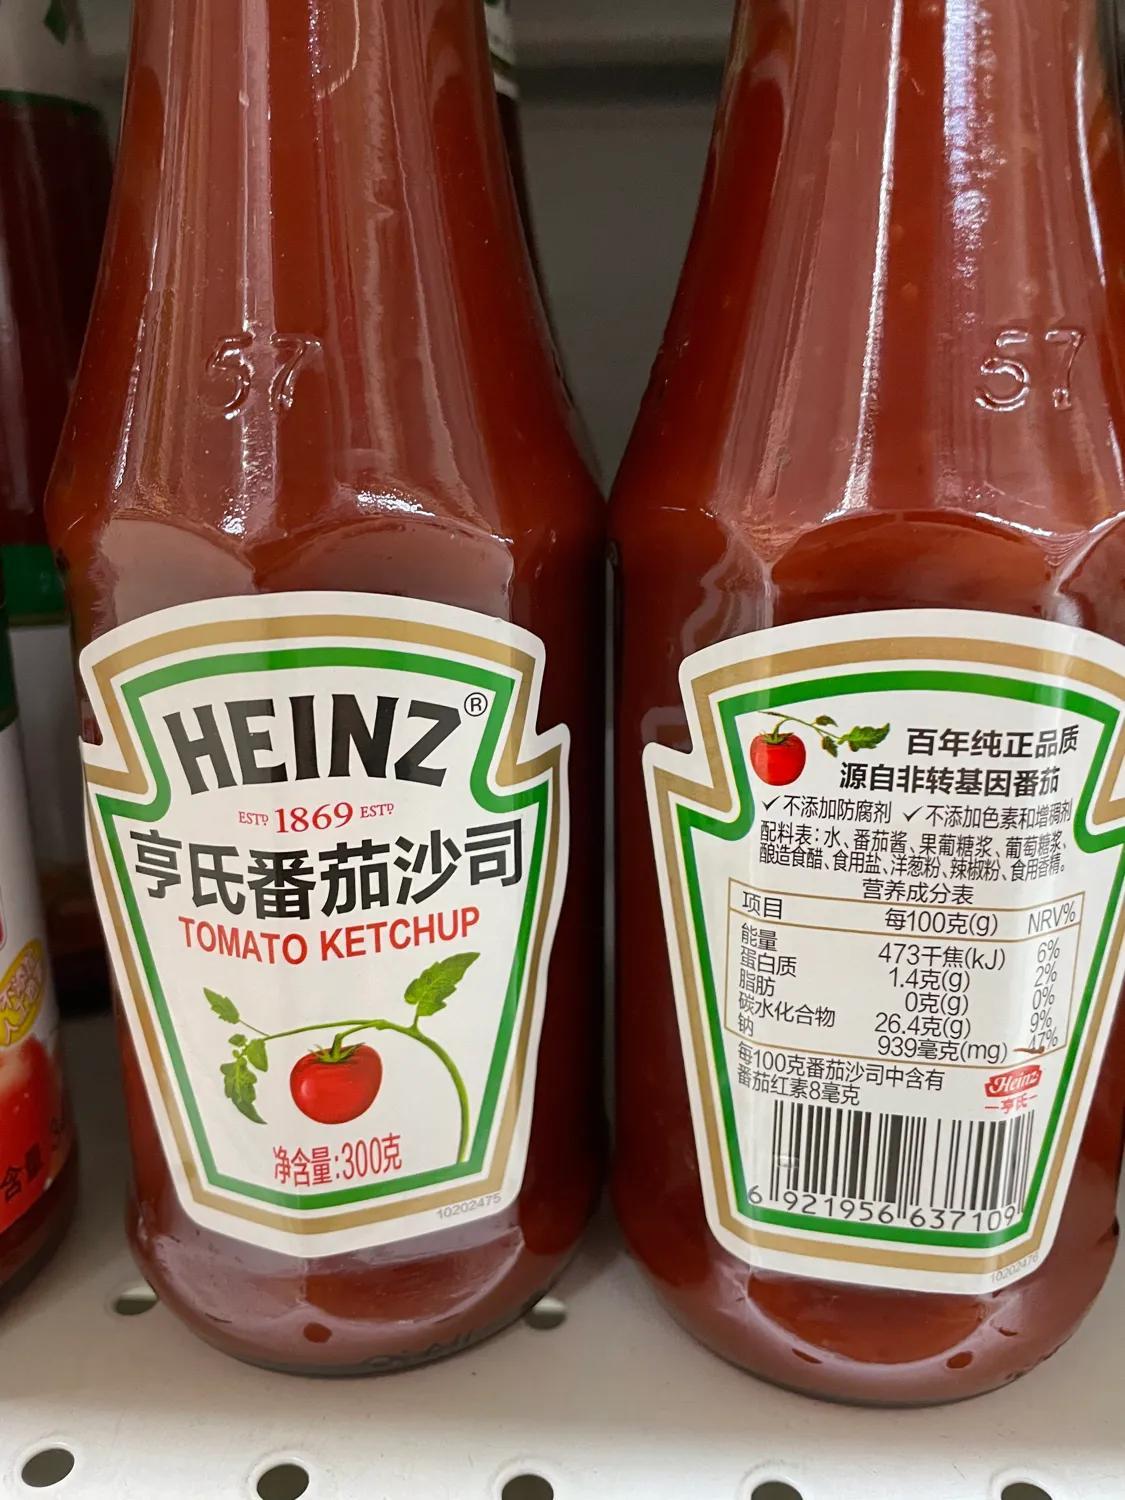 57
HEINZ®
ESTD 1869 ESTD
亨氏番茄沙司
TOMATO KETCHUP
净含量:300克
10202475
57
百年纯正品质
源自非转基因番茄
✓不添加防腐剂 ✓不添加色素和增稠剂
配料表:水、番茄酱、果葡糖浆、葡萄糖浆、
酿造食醋、食用盐、洋葱粉、辣椒粉、食用香精。
营养成分表
项目 每100克(g) NRV%
能量 473千焦(kJ) 6%
蛋白质 1.4克(g) 2%
脂肪 0克(g) 0%
碳水化合物 26.4克(g) 9%
钠 939毫克(mg) 47%
每100克番茄沙司中含有
番茄红素8毫克
Heinz
亨氏
6 921956 637109
10202476
含量